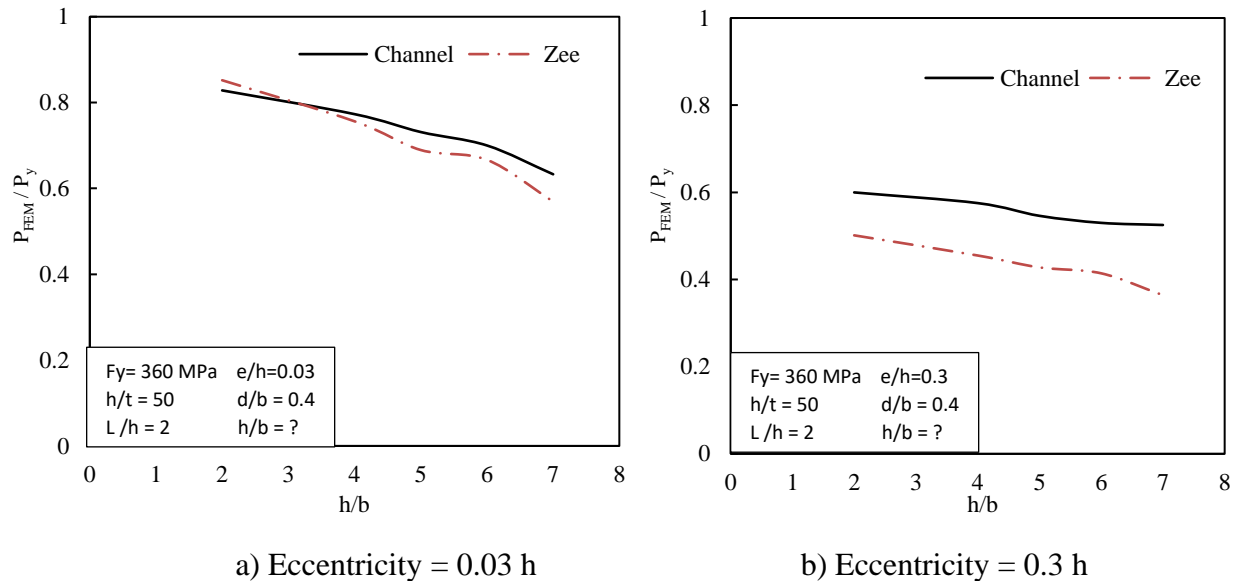 1
0.8
0.6
0.4
0.2
0
P_FEM / P_y
Channel Zee
Fy= 360 MPa e/h=0.03
h/t = 50 d/b = 0.4
L /h = 2 h/b = ?
0 1 2 3 4 5 6 7 8
h/b
a) Eccentricity = 0.03 h
1
0.8
0.6
0.4
0.2
0
P_FEM / P_y
Channel Zee
Fy= 360 MPa e/h=0.3
h/t = 50 d/b = 0.4
L /h = 2 h/b = ?
0 1 2 3 4 5 6 7 8
h/b
b) Eccentricity = 0.3 h